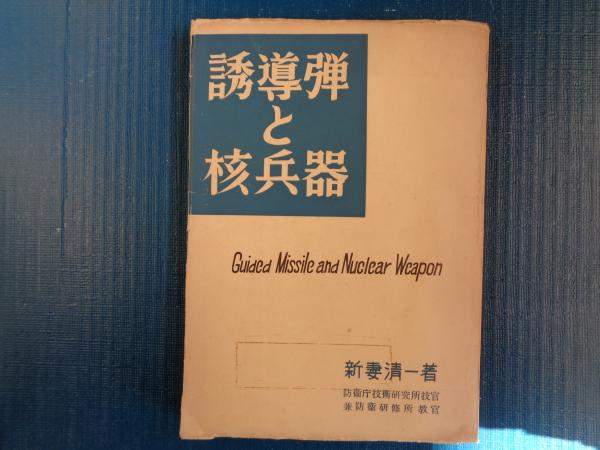 誘導弾
と
核兵器
Guided Missile and Nuclear Weapon
新妻清一著
防衛庁技術研究所技官
兼防衛研修所教官